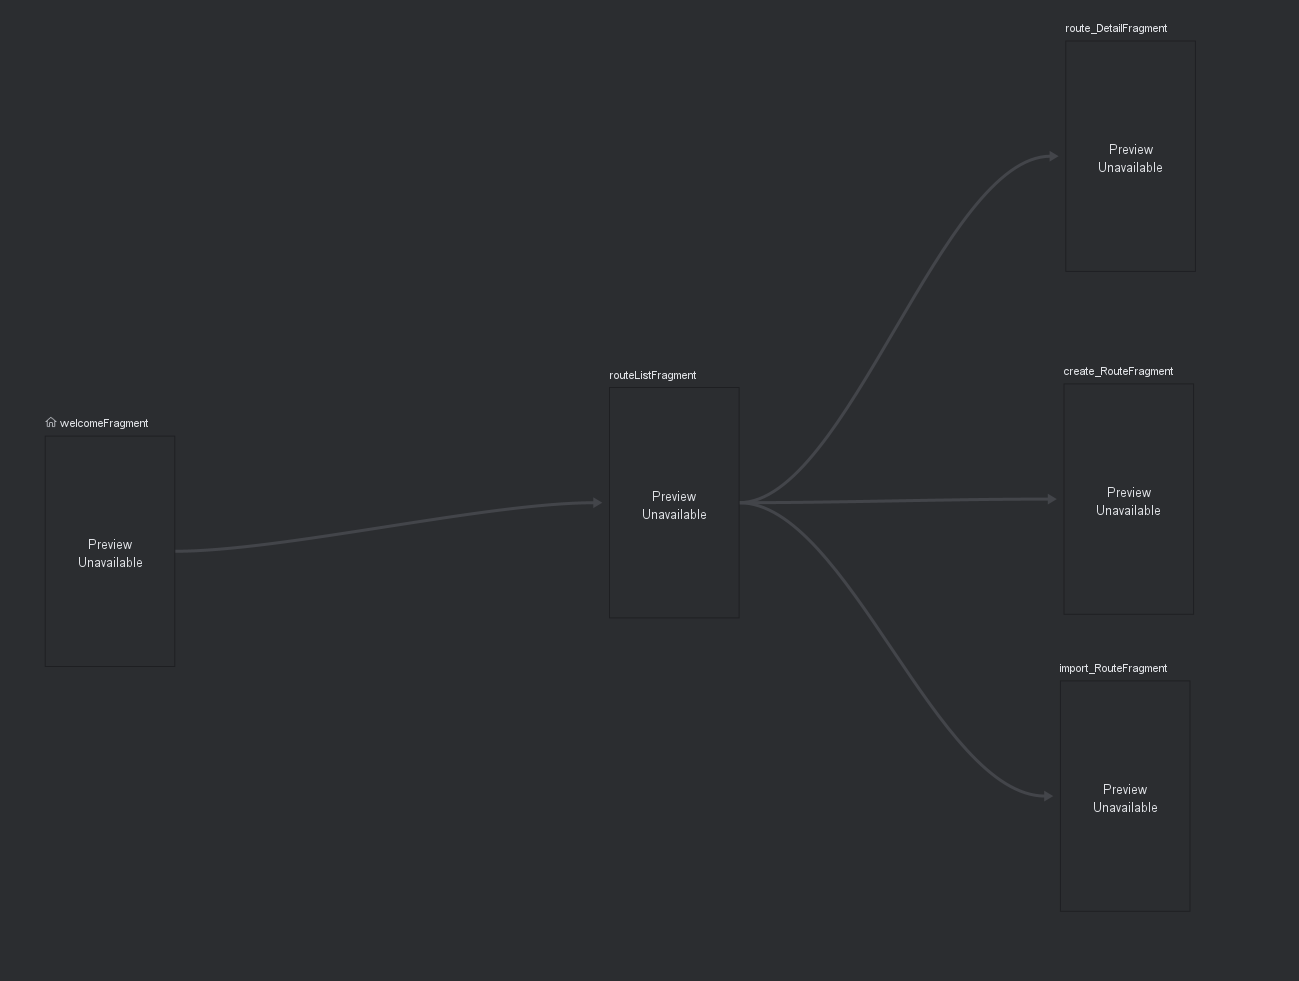 route_DetailFragment
Preview
Unavailable
create_RouteFragment
routeListFragment
Preview
Unavailable
Preview
Unavailable
welcomeFragment
Preview
Unavailable
import_RouteFragment
Preview
Unavailable